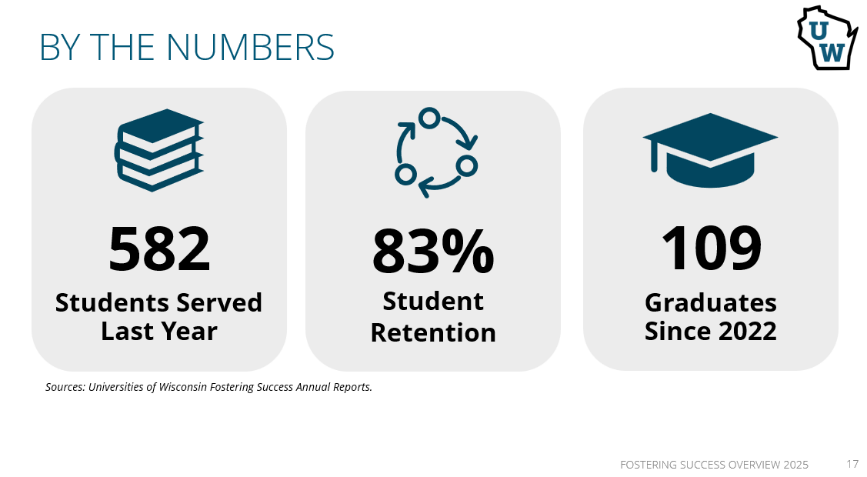 BY THE NUMBERS
U
W
582
Students Served
Last Year
83%
Student
Retention
109
Graduates
Since 2022
Sources: Universities of Wisconsin Fostering Success Annual Reports.
FOSTERING SUCCESS OVERVIEW 2025
17